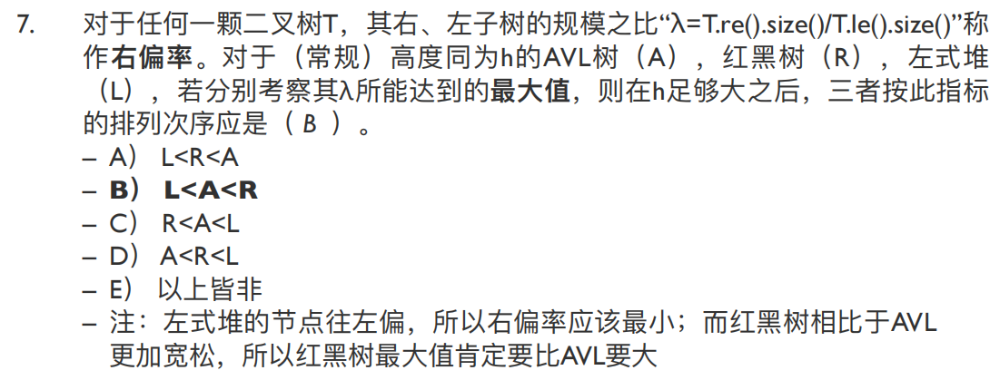 7. 对于任何一颗二叉树T，其右、左子树的规模之比“λ=T.re().size()/T.le().size()”称
作右偏率。对于（常规）高度同为h的AVL树（A），红黑树（R），左式堆
（L），若分别考察其λ所能达到的最大值，则在h足够大之后，三者按此指标
的排列次序应是（ B ）。
– A） L<R<A
– B） L<A<R
– C） R<A<L
– D） A<R<L
– E） 以上皆非
– 注：左式堆的节点往左偏，所以右偏率应该最小；而红黑树相比于AVL
更加宽松，所以红黑树最大值肯定要比AVL要大